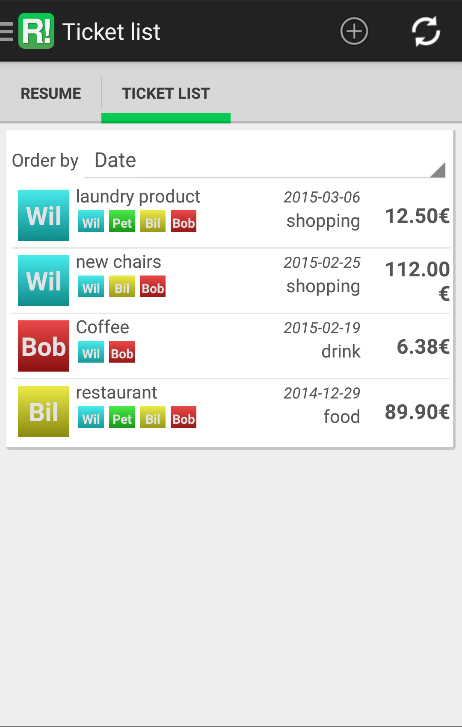 R! Ticket list
RESUME TICKET LIST
Order by Date
Wil laundry product 2015-03-06 12.50€
Wil Pet Bil Bob shopping
Wil new chairs 2015-02-25 112.00
Wil Bil Bob shopping €
Bob Coffee 2015-02-19 6.38€
Wil Bob drink
Bil restaurant 2014-12-29 89.90€
Wil Pet Bil Bob food